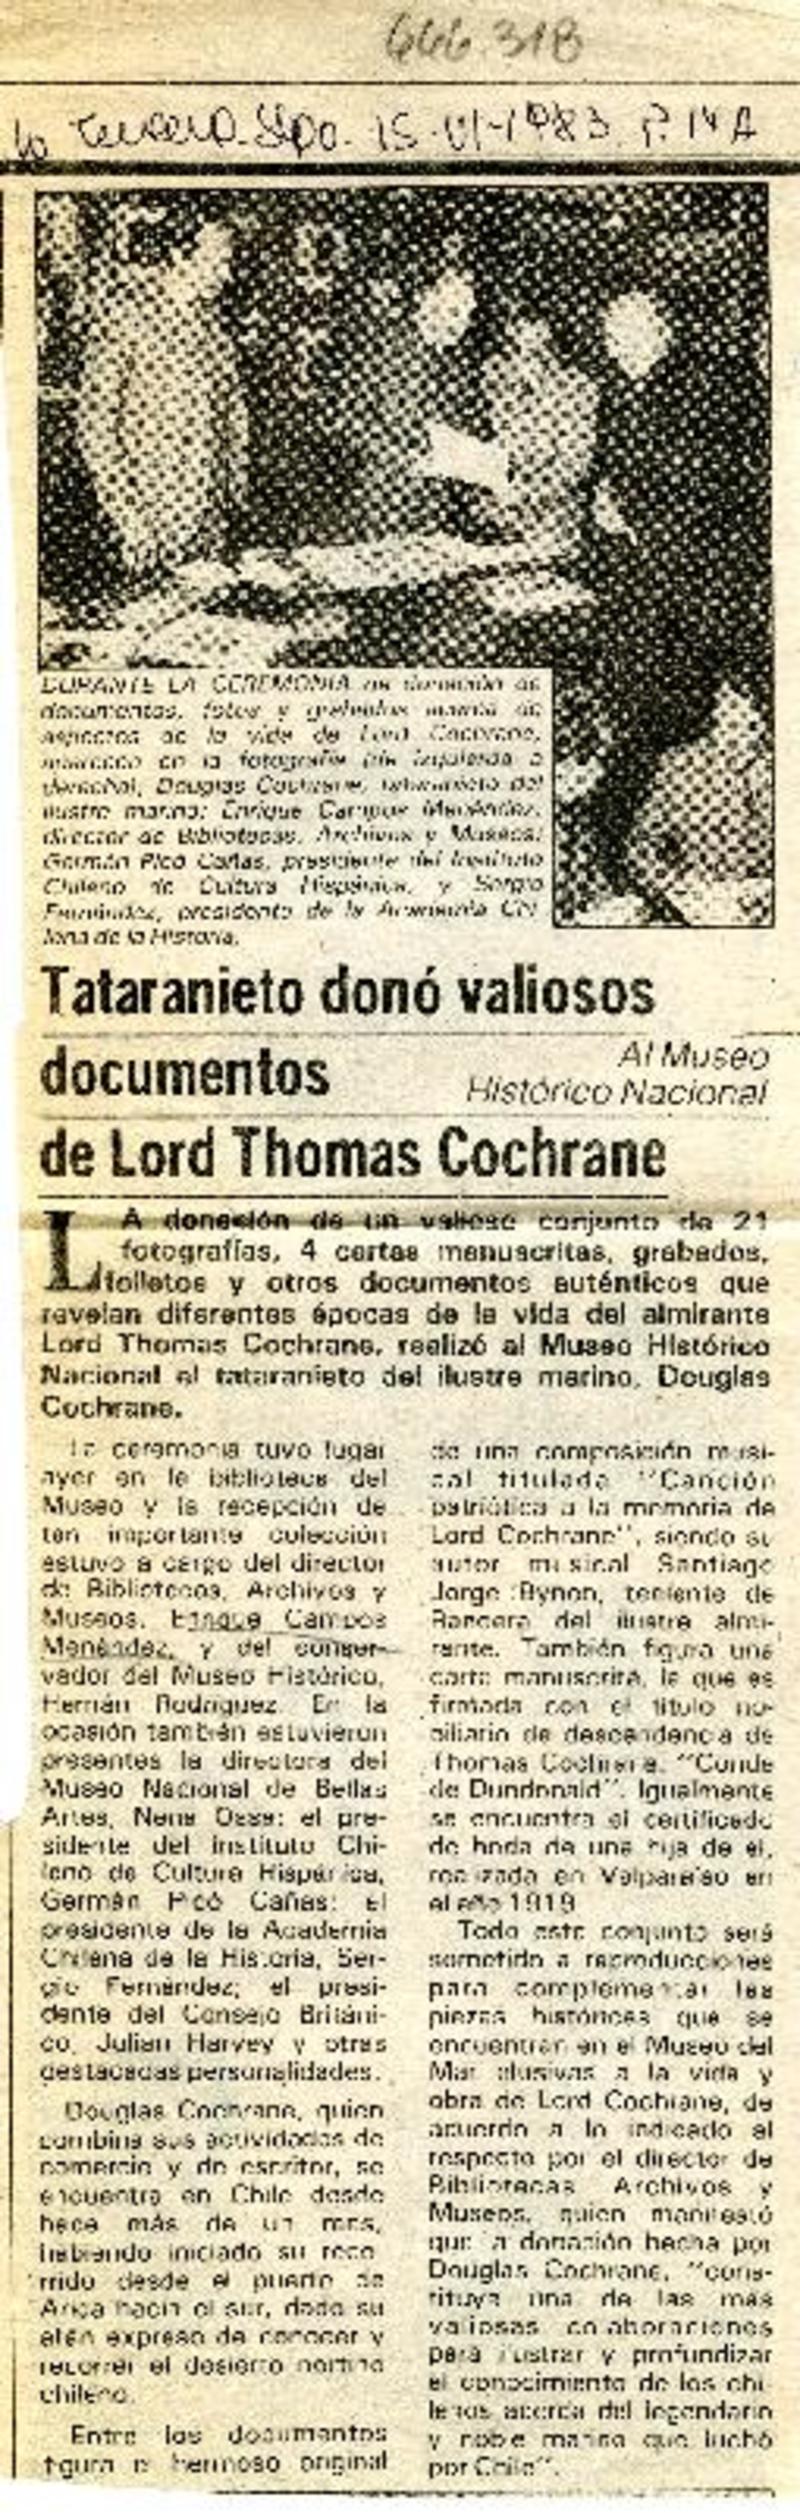 666.318
La Tercera. Stgo. 15-VI-1983. P. 14 A
DURANTE LA CEREMONIA de donación de
documentos, fotos y grabados acerca de
aspectos de la vida de Lord Cochrane,
aparecen en la fotografía (de izquierda a
derecha), Douglas Cochrane, tataranieto del
ilustre marino; Enrique Campos Menéndez,
director de Bibliotecas, Archivos y Museos;
Germán Picó Cañas, presidente del Instituto
Chileno de Cultura Hispánica, y Sergio
Fernández, presidente de la Academia Chi-
lena de la Historia.
Tataranieto donó valiosos
documentos
Al Museo
Histórico Nacional
de Lord Thomas Cochrane
LA donación de un valioso conjunto de 21
fotografías, 4 cartas manuscritas, grabados,
folletos y otros documentos auténticos que
revelan diferentes épocas de la vida del almirante
Lord Thomas Cochrane, realizó al Museo Histórico
Nacional el tataranieto del ilustre marino, Douglas
Cochrane.
La ceremonia tuvo lugar
ayer en la biblioteca del
Museo y la recepción de
tan importante colección
estuvo a cargo del director
de Bibliotecas, Archivos y
Museos, Enrique Campos
Menéndez, y del conser-
vador del Museo Histórico,
Hernán Rodríguez. En la
ocasión también estuvieron
presentes la directora del
Museo Nacional de Bellas
Artes, Nena Ossa; el pre-
sidente del Instituto Chi-
leno de Cultura Hispánica,
Germán Picó Cañas; el
presidente de la Academia
Chilena de la Historia, Ser-
gio Fernández; el presi-
dente del Consejo Británi-
co, Julian Harvey y otras
destacadas personalidades.
Douglas Cochrane, quien
combina sus actividades de
comercio y de escritor, se
encuentra en Chile desde
hace más de un mes,
habiendo iniciado su reco-
rrido desde el puerto de
Arica hacia el sur, dado su
afán expreso de conocer y
recorrer el desierto nortino
chileno.
Entre los documentos
figura el hermoso original
de una composición musi-
cal titulada "Canción
patriótica a la memoria de
Lord Cochrane", siendo su
autor musical Santiago
Jorge Bynon, teniente de
Bandera del ilustre almi-
rante. También figura una
carta manuscrita, la que es
firmada con el título no-
biliario de descendencia de
Thomas Cochrane, "Conde
de Dundonald". Igualmente
se encuentra el certificado
de boda de una hija de él,
realizada en Valparaíso en
el año 1919.
Todo este conjunto será
sometido a reproducciones
para complementar las
piezas históricas que se
encuentran en el Museo del
Mar alusivas a la vida y
obra de Lord Cochrane, de
acuerdo a lo indicado al
respecto por el director de
Bibliotecas Archivos y
Museos, quien manifestó
que la donación hecha por
Douglas Cochrane, "cons-
tituye una de las más
valiosas colaboraciones
para ilustrar y profundizar
el conocimiento de los chi-
lenos acerca del legendario
y noble marino que luchó
por Chile".